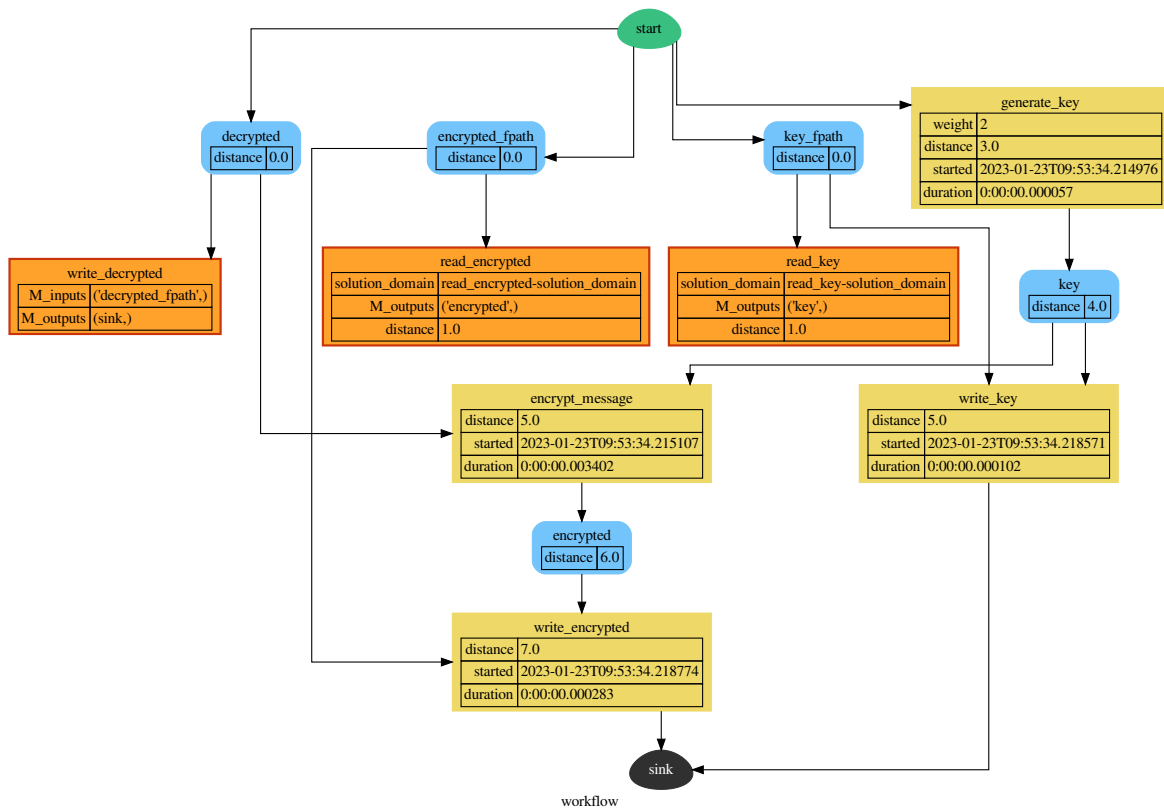 start
generate_key
weight 2
distance 3.0
started 2023-01-23T09:53:34.214976
duration 0:00:00.000057
decrypted
distance 0.0
encrypted_fpath
distance 0.0
key_fpath
distance 0.0
write_decrypted
M_inputs ('decrypted_fpath',)
M_outputs (sink,)
read_encrypted
solution_domain read_encrypted-solution_domain
M_outputs ('encrypted',)
distance 1.0
read_key
solution_domain read_key-solution_domain
M_outputs ('key',)
distance 1.0
key
distance 4.0
encrypt_message
distance 5.0
started 2023-01-23T09:53:34.215107
duration 0:00:00.003402
write_key
distance 5.0
started 2023-01-23T09:53:34.218571
duration 0:00:00.000102
encrypted
distance 6.0
write_encrypted
distance 7.0
started 2023-01-23T09:53:34.218774
duration 0:00:00.000283
sink
workflow